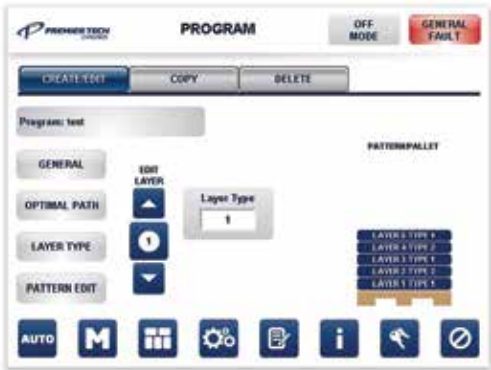 PREMIER TECH
PROGRAM
OFF
MODE
GENERAL
FAULT
CREATE/EDIT
COPY
DELETE
Program: test
PATTERN/PALLET
GENERAL
EDIT
LAYER
OPTIMAL PATH
Layer Type
1
LAYER TYPE
1
PATTERN EDIT
LAYER 5 TYPE 1
LAYER 4 TYPE 2
LAYER 3 TYPE 1
LAYER 2 TYPE 2
LAYER 1 TYPE 1
AUTO
M
i